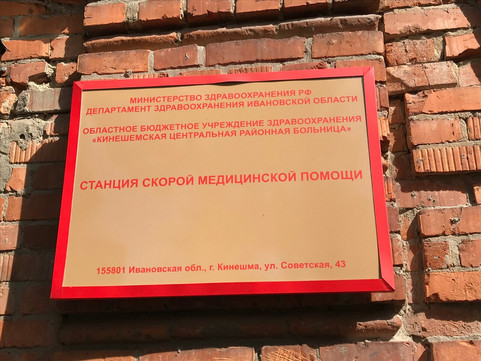 МИНИСТЕРСТВО ЗДРАВООХРАНЕНИЯ РФ
ДЕПАРТАМЕНТ ЗДРАВООХРАНЕНИЯ ИВАНОВСКОЙ ОБЛАСТИ
ОБЛАСТНОЕ БЮДЖЕТНОЕ УЧРЕЖДЕНИЕ ЗДРАВООХРАНЕНИЯ
«КИНЕШЕМСКАЯ ЦЕНТРАЛЬНАЯ РАЙОННАЯ БОЛЬНИЦА»
СТАНЦИЯ СКОРОЙ МЕДИЦИНСКОЙ ПОМОЩИ
155801 Ивановская обл., г. Кинешма, ул. Советская, 43